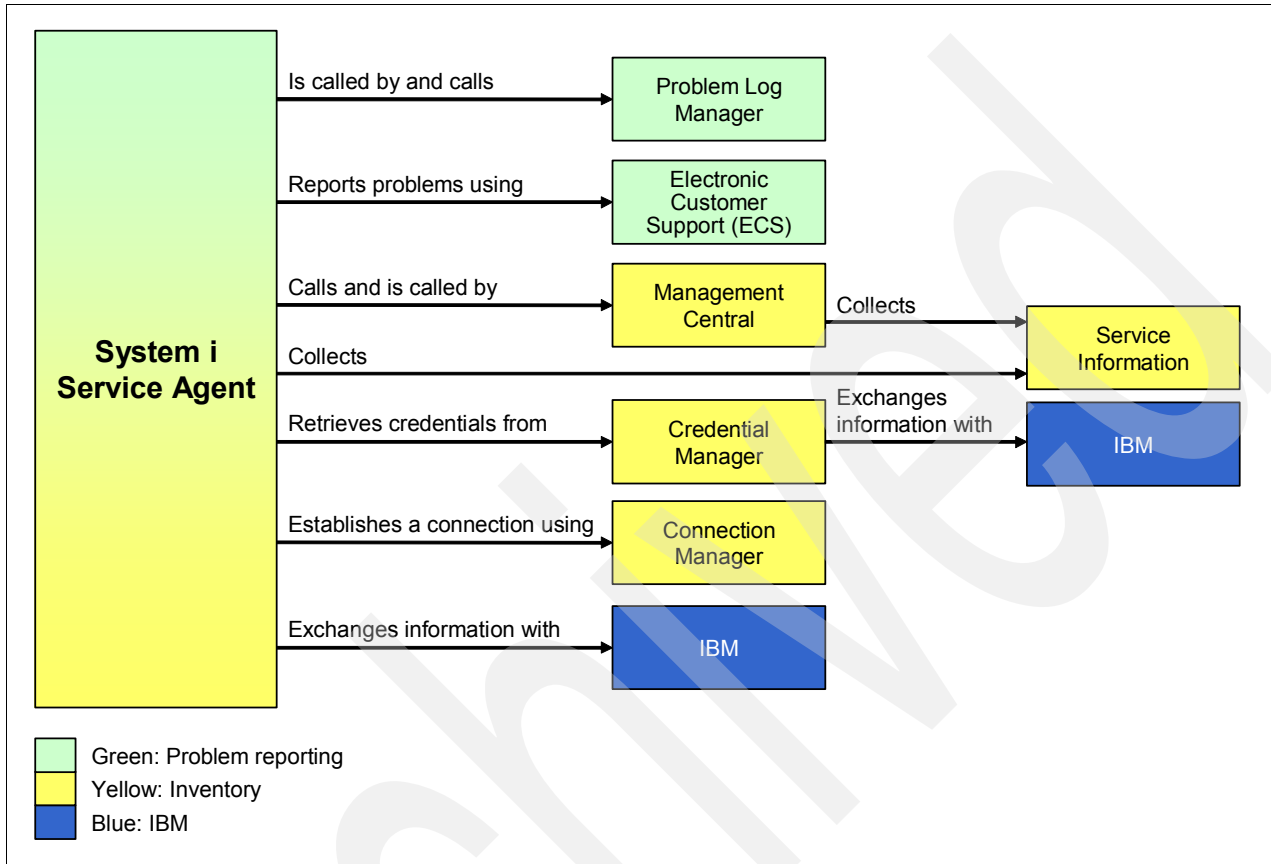 System i
Service Agent
Is called by and calls
Problem Log
Manager
Reports problems using
Electronic
Customer
Support (ECS)
Calls and is called by
Management
Central
Collects
Service
Information
Collects
Retrieves credentials from
Credential
Manager
Exchanges
information with
IBM
Establishes a connection using
Connection
Manager
Exchanges information with
IBM
Green: Problem reporting
Yellow: Inventory
Blue: IBM